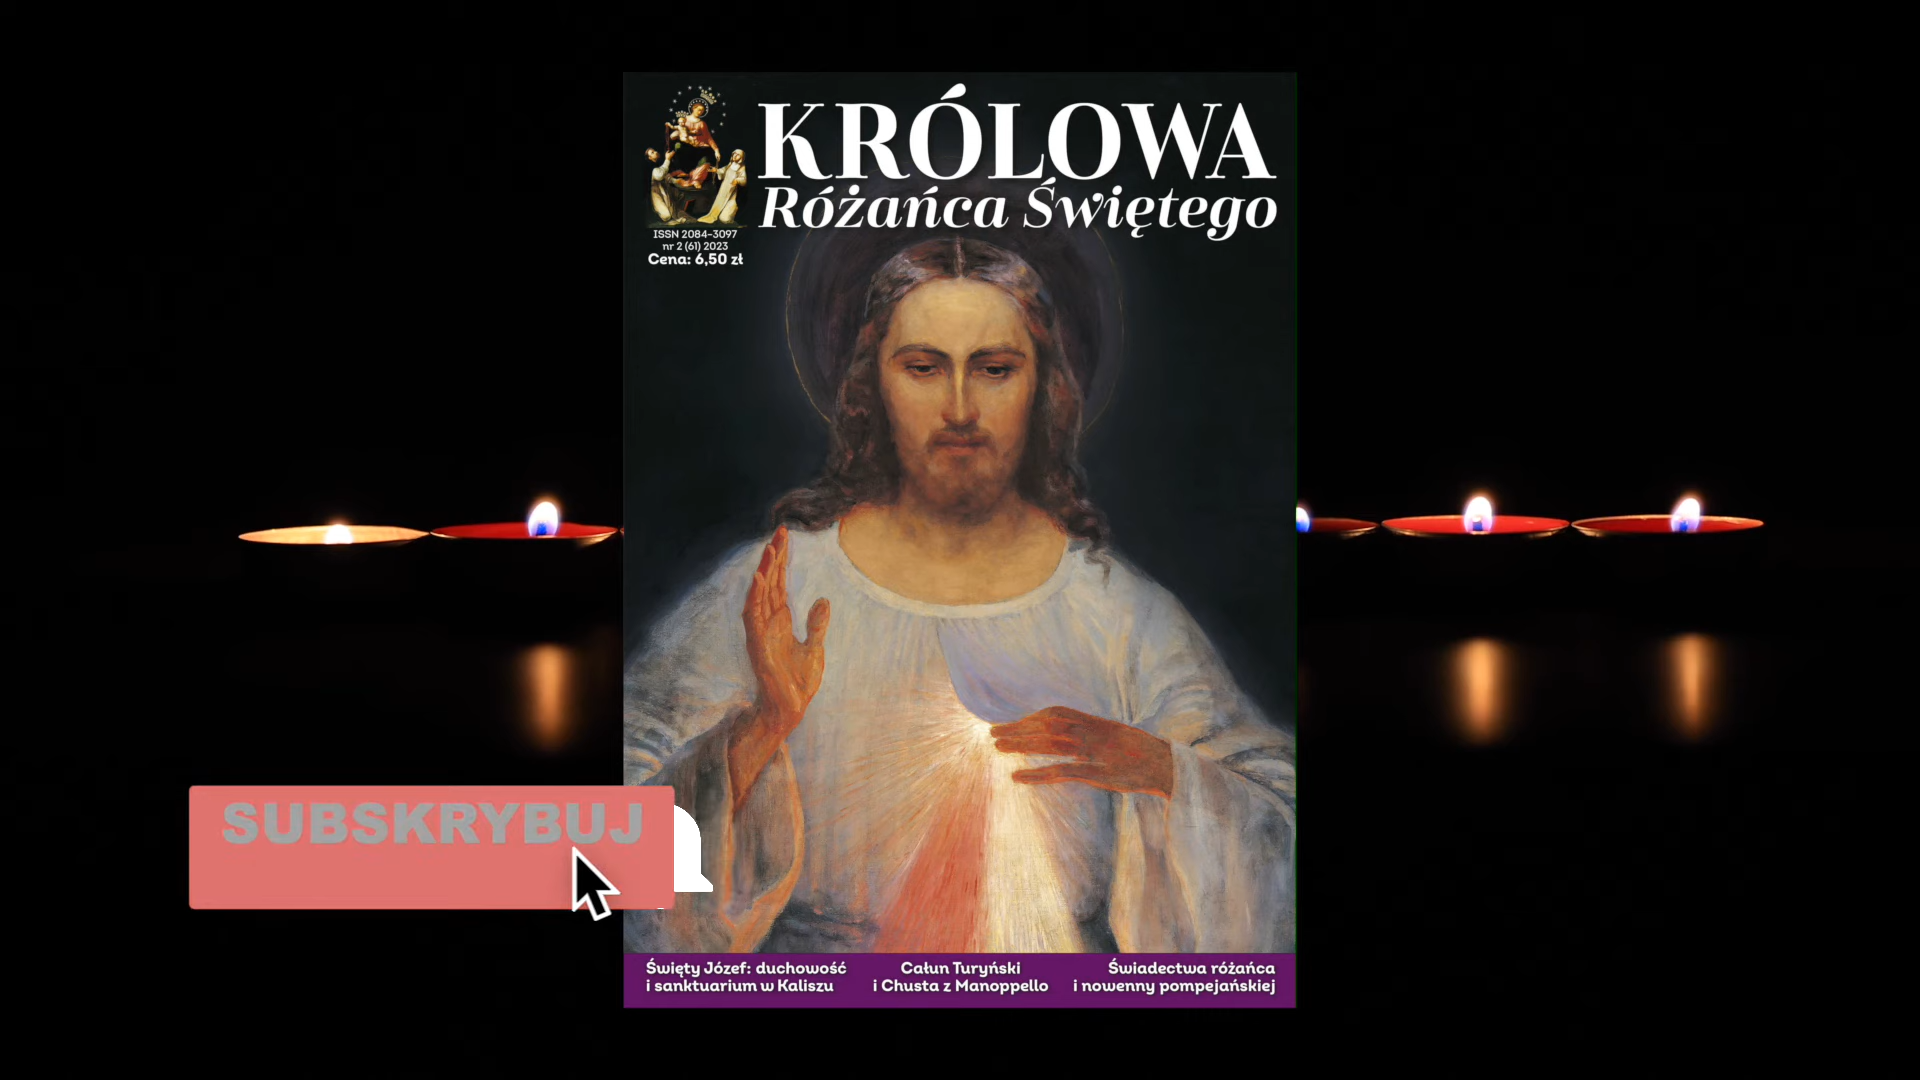 KRÓLOWA
Różańca Świętego
ISSN 2084-3097
nr 2 (61) 2023
Cena: 6,50 zł
SUBSKRYBUJ
Święty Józef: duchowość
i sanktuarium w Kaliszu
Całun Turyński
i Chusta z Manoppello
Świadectwa różańca
i nowenny pompejańskiej